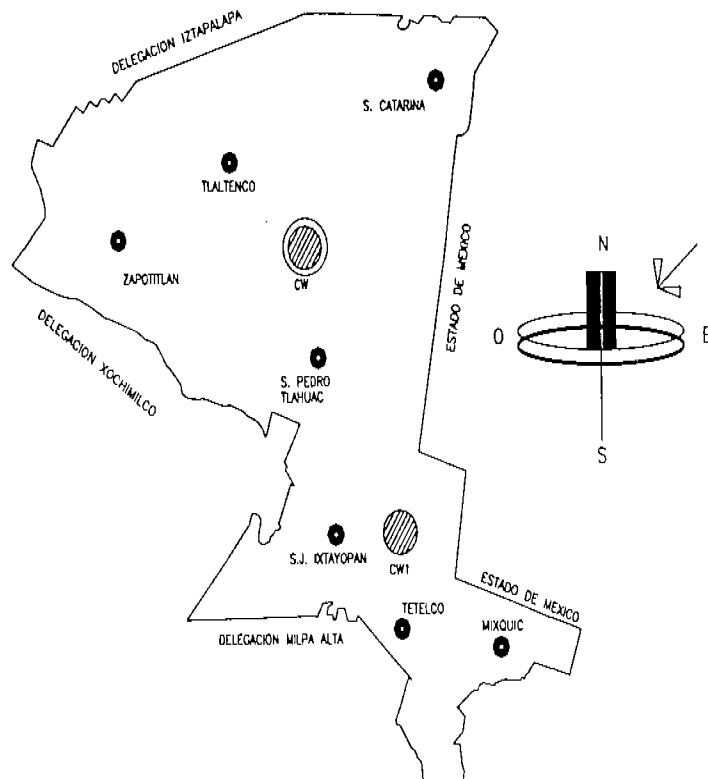 DELEGACION IZTAPALAPA
S. CATARINA
TLALTENCO
ZAPOTITLAN
CW
ESTADO DE MEXICO
N
O
E
S
DELEGACION XOCHIMILCO
S. PEDRO
TLAHUAC
S.J. IXTAYOPAN
CW1
ESTADO DE MEXICO
TETELCO
MIXQUIC
DELEGACION MILPA ALTA